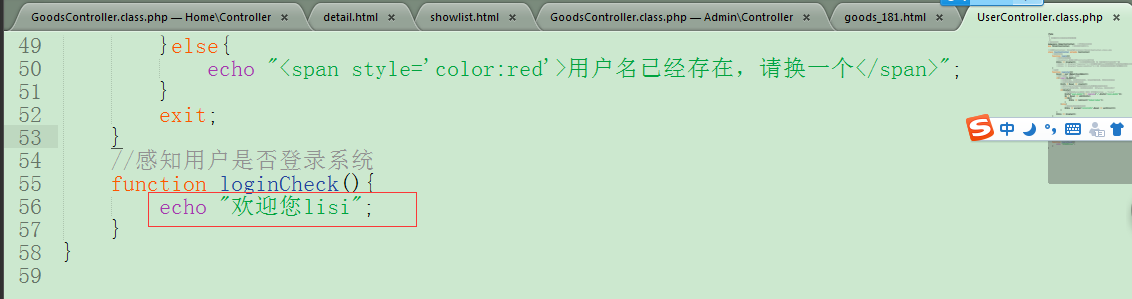 GoodsController.class.php — Home\Controller × detail.html × showlist.html × GoodsController.class.php — Admin\Controller × goods_181.html × UserController.class.php ×
49 }else{
50 echo "<span style='color:red'>用户名已经存在，请换一个</span>";
51 }
52 exit;
53 }
54 //感知用户是否登录系统
55 function loginCheck(){
56 echo "欢迎您lisi";
57 }
58 }
59
S 中